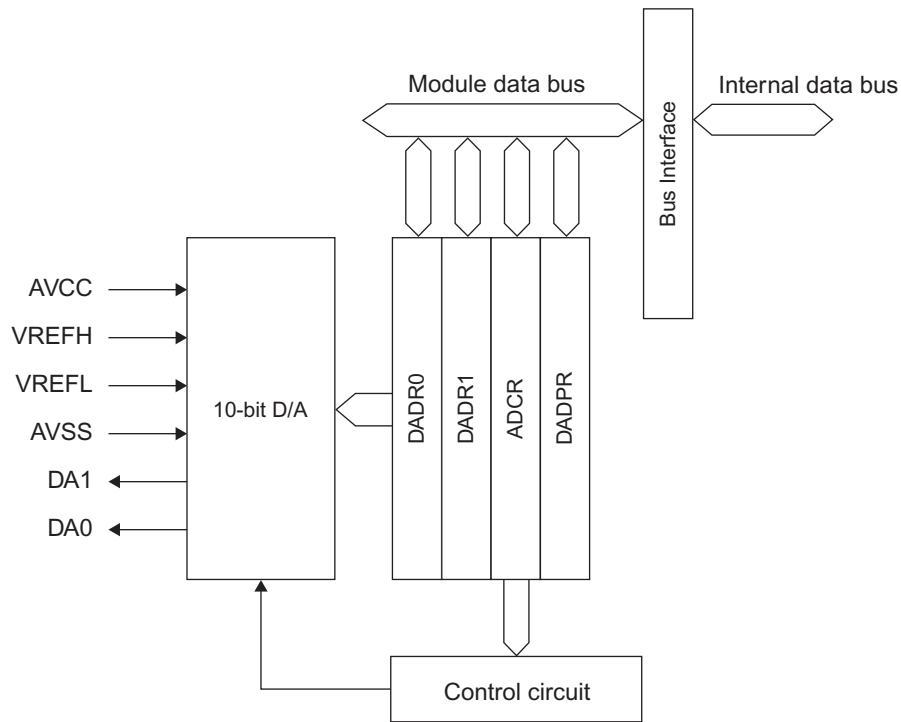 Module data bus
Internal data bus
Bus Interface
AVCC
VREFH
VREFL
AVSS
DA1
DA0
10-bit D/A
DADR0
DADR1
ADCR
DADPR
Control circuit